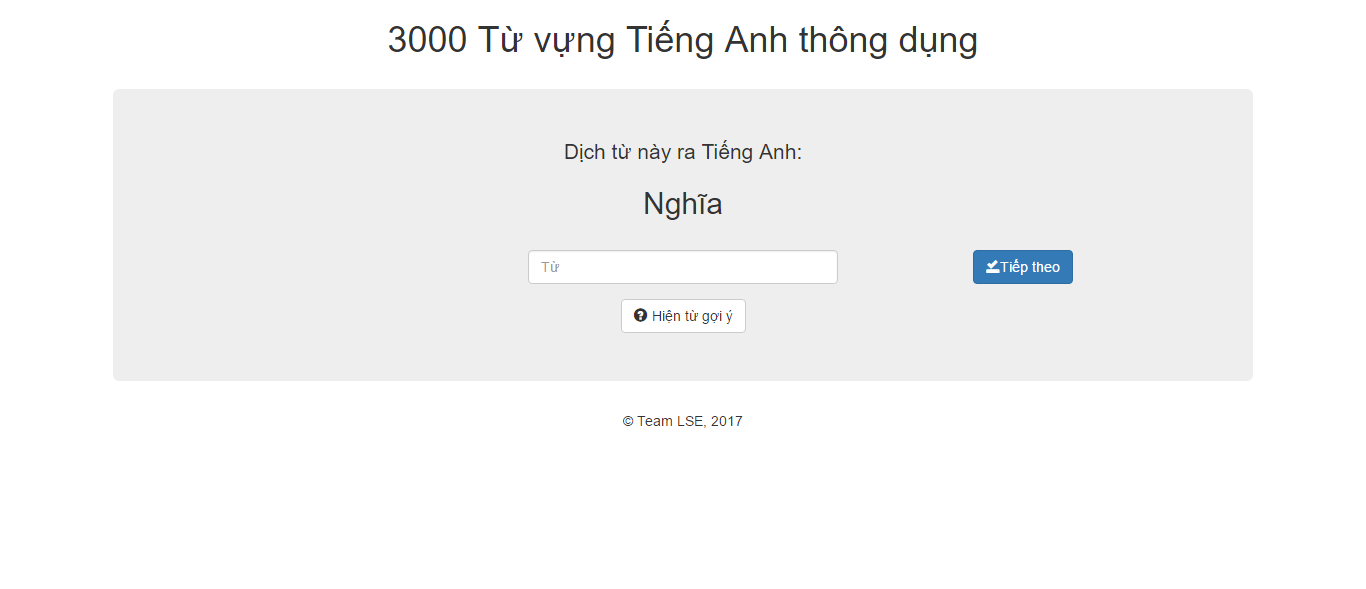 3000 Từ vựng Tiếng Anh thông dụng
Dịch từ này ra Tiếng Anh:
Nghĩa
Từ
Tiếp theo
Hiện từ gợi ý
© Team LSE, 2017